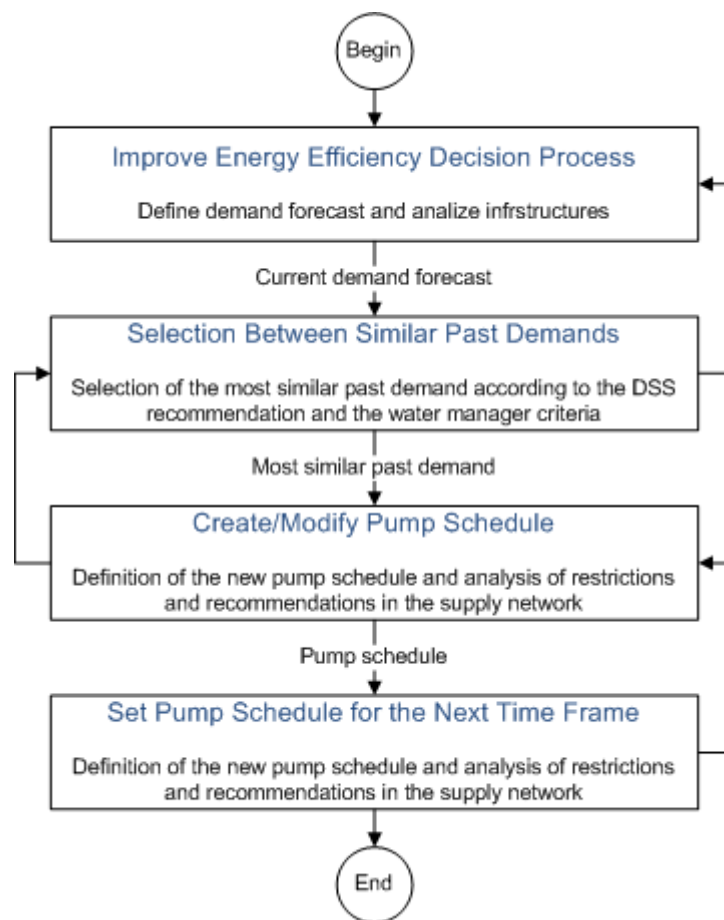 Begin
Improve Energy Efficiency Decision Process
Define demand forecast and analize infrstructures
Current demand forecast
Selection Between Similar Past Demands
Selection of the most similar past demand according to the DSS
recommendation and the water manager criteria
Most similar past demand
Create/Modify Pump Schedule
Definition of the new pump schedule and analysis of restrictions
and recommendations in the supply network
Pump schedule
Set Pump Schedule for the Next Time Frame
Definition of the new pump schedule and analysis of restrictions
and recommendations in the supply network
End